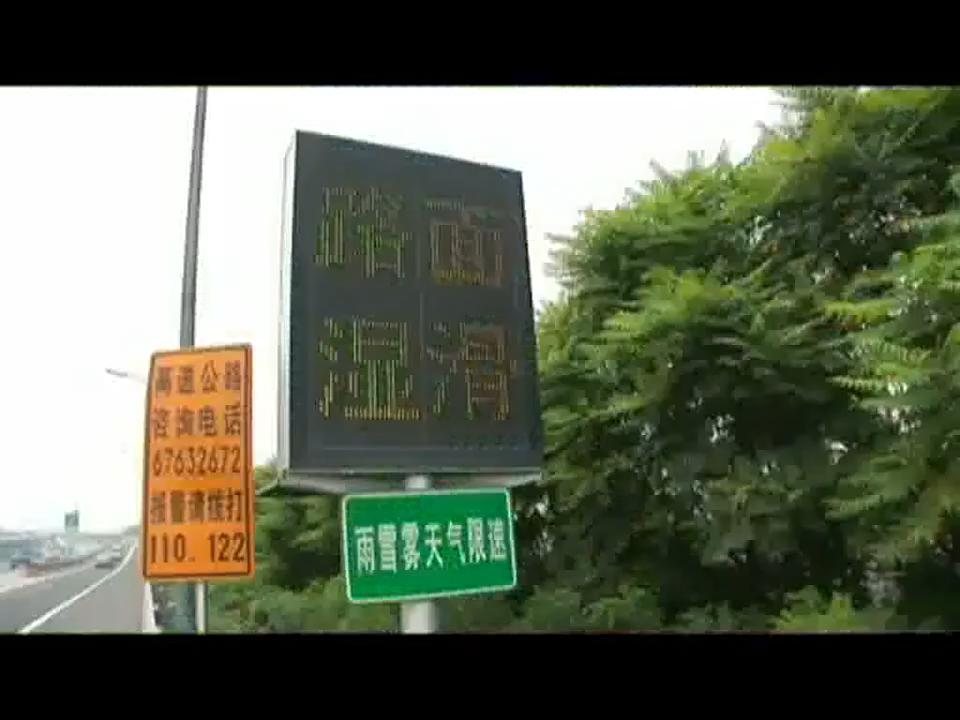 路面
湿滑
高速公路
咨询电话
67632672
报警请拨打
110. 122
雨雪雾天气限速